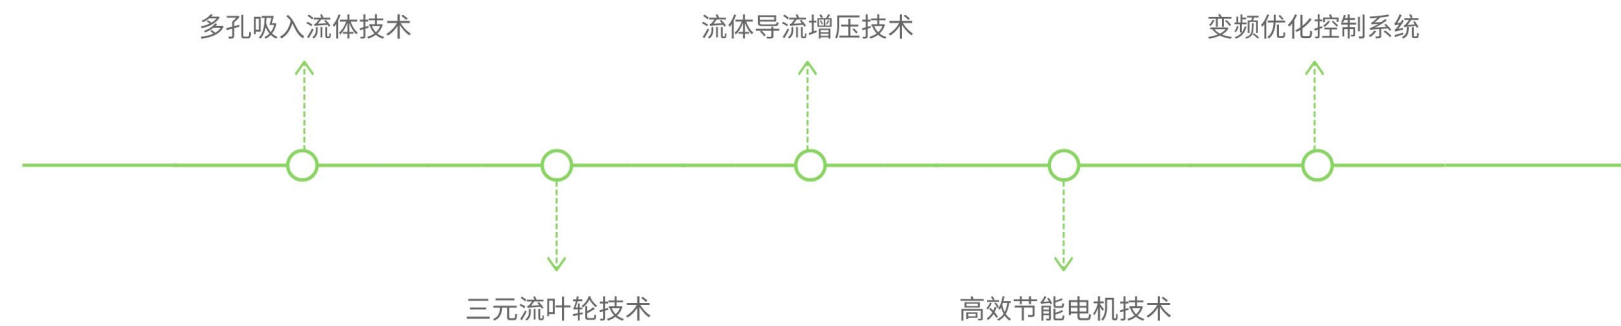 多孔吸入流体技术
流体导流增压技术
变频优化控制系统
三元流叶轮技术
高效节能电机技术